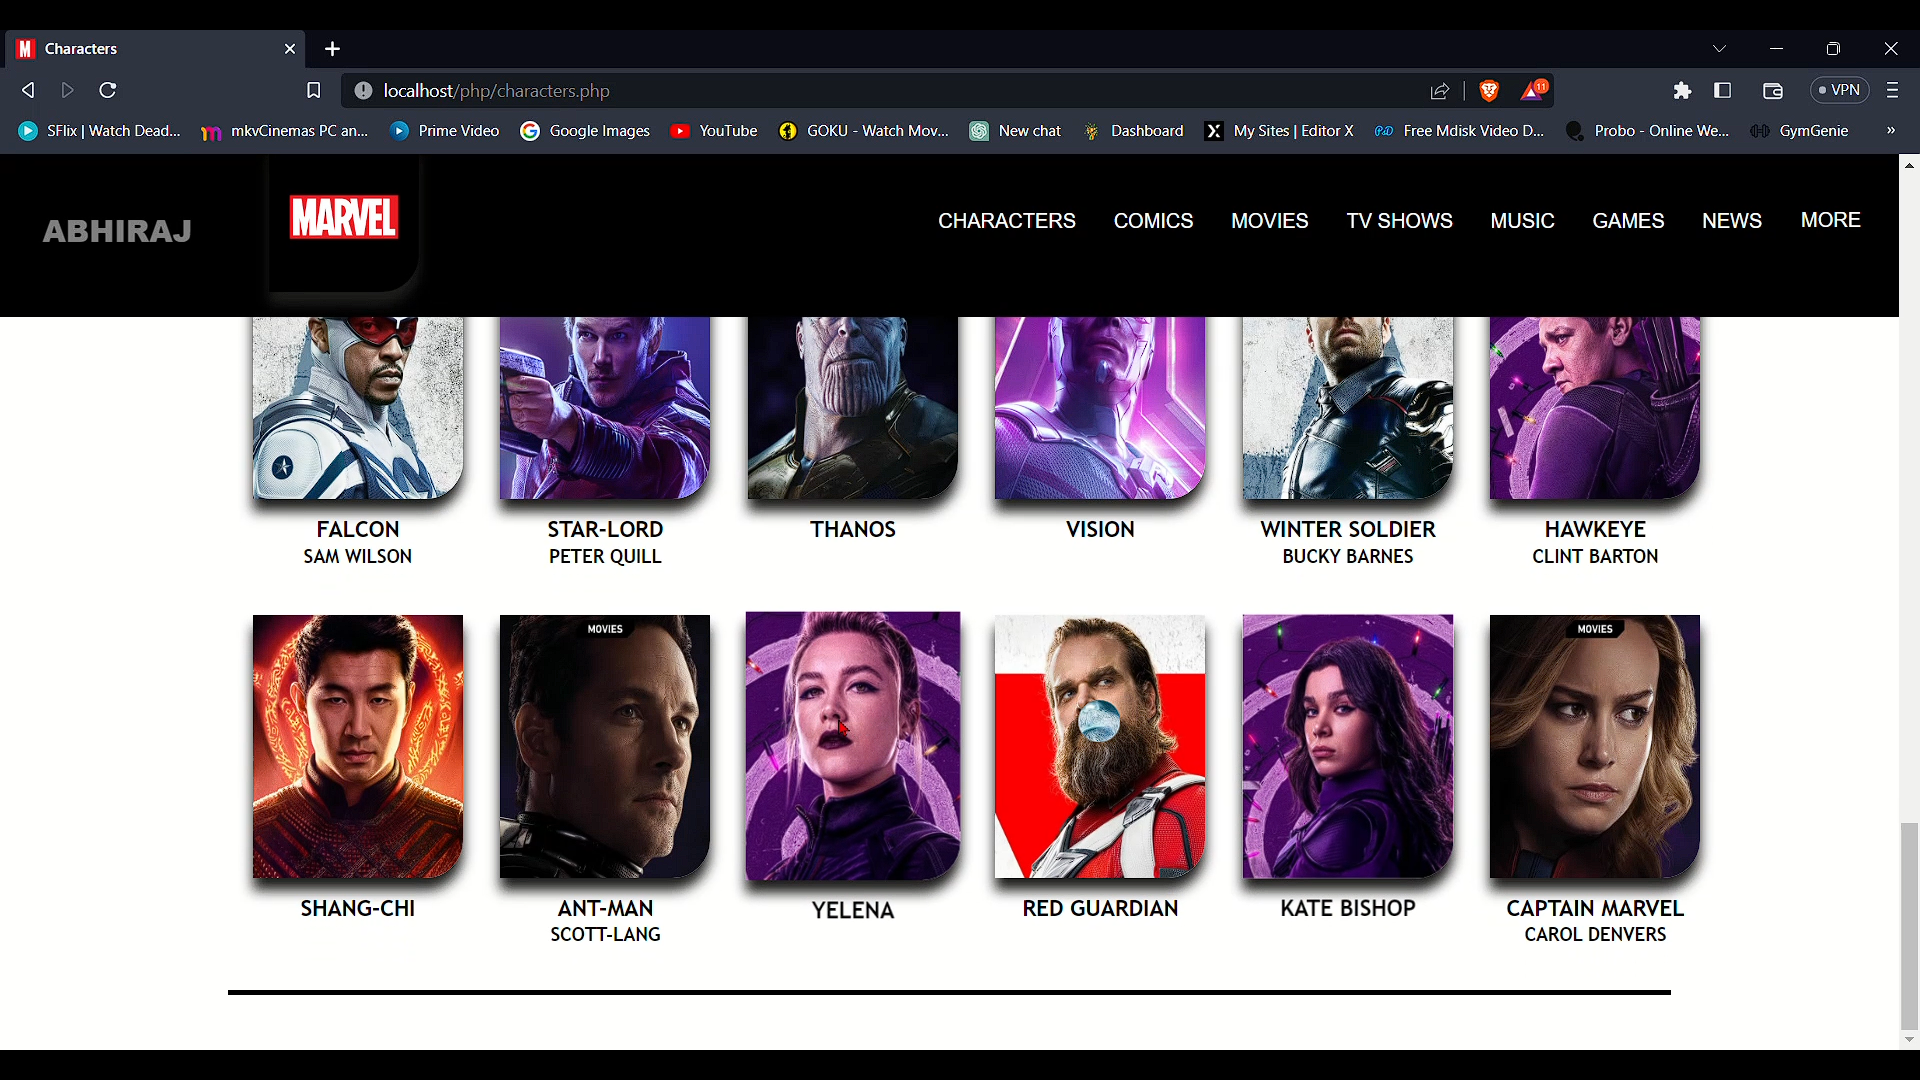 Characters
localhost/php/characters.php
11
VPN
SFlix | Watch Dead...
mkvCinemas PC an...
Prime Video
Google Images
YouTube
GOKU - Watch Mov...
New chat
Dashboard
My Sites | Editor X
Free Mdisk Video D...
Probo - Online We...
GymGenie
»
ABHIRAJ
MARVEL
CHARACTERS
COMICS
MOVIES
TV SHOWS
MUSIC
GAMES
NEWS
MORE
FALCON
SAM WILSON
STAR-LORD
PETER QUILL
THANOS
VISION
WINTER SOLDIER
BUCKY BARNES
HAWKEYE
CLINT BARTON
MOVIES
MOVIES
SHANG-CHI
ANT-MAN
SCOTT-LANG
YELENA
RED GUARDIAN
KATE BISHOP
CAPTAIN MARVEL
CAROL DENVERS